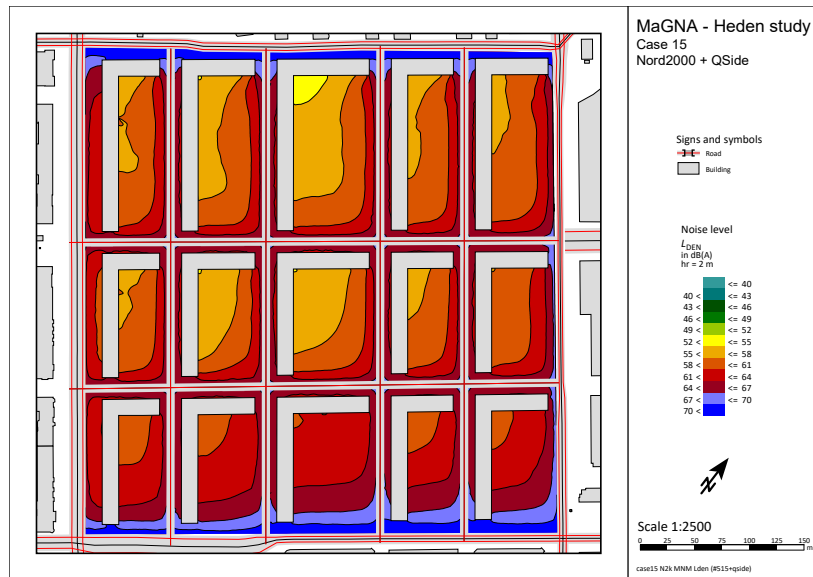 MaGNA - Heden study
Case 15
Nord2000 + QSide
Signs and symbols
Road
Building
Noise level
LDEN
in dB(A)
hr = 2 m
<= 40
40 < <= 43
43 < <= 46
46 < <= 49
49 < <= 52
52 < <= 55
55 < <= 58
58 < <= 61
61 < <= 64
64 < <= 67
67 < <= 70
70 <
N
Scale 1:2500
0 25 50 75 100 125 150
m
case15 N2k MNM Lden (#515+qside)